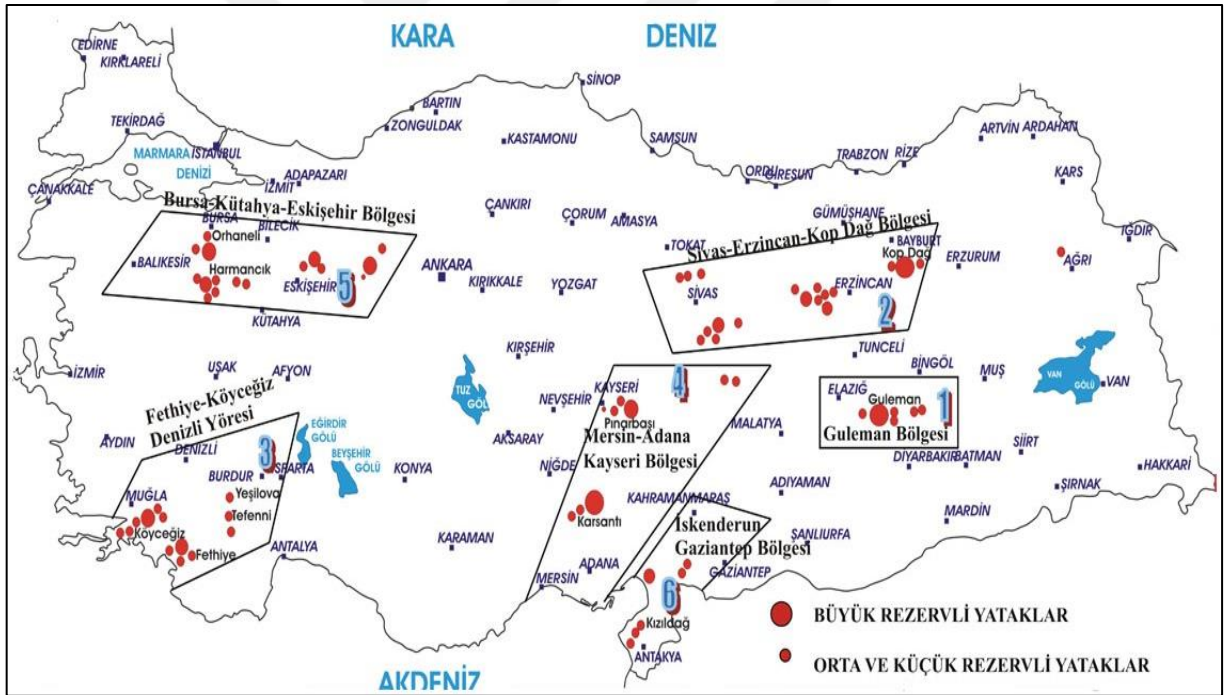 KARA DENIZ
EDİRNE
KIRKLARELİ
SİNOP
BARTIN
ZONGULDAK
TEKİRDAĞ
KASTAMONU
SAMSUN
ARTVİN
ARDAHAN
MARMARA
DENİZİ
İSTANBUL
TRABZON
RİZE
ORDU
GİRESUN
KARS
ADAPAZARI
İZMİT
ÇANAKKALE
Bursa-Kütahya-Eskişehir Bölgesi
ÇANKIRI
ÇORUM
AMASYA
GÜMÜŞHANE
BURSA
BİLECİK
Orhaneli
TOKAT
Sivas-Erzincan-Kop Dağ Bölgesi
BAYBURT
Kop Dağ
IĞDIR
ERZURUM
AĞRI
BALIKESİR
Harmancık
ESKİŞEHİR
5
ANKARA
KIRIKKALE
YOZGAT
SİVAS
ERZİNCAN
2
KÜTAHYA
TUNCELİ
KIRŞEHİR
BİNGÖL
MUŞ
VAN
GÖLÜ
VAN
İZMİR
UŞAK
AFYON
TUZ
GÖL
NEVŞEHİR
KAYSERİ
4
ELAZIĞ
Guleman
1
Guleman Bölgesi
Fethiye-Köyceğiz
Denizli Yöresi
EĞİRDİR
GÖLÜ
BEYŞEHİR
GÖLÜ
Pınarbaşı
Mersin-Adana
Kayseri Bölgesi
MALATYA
AYDIN
DENİZLİ
3
AKSARAY
SİİRT
BURDUR
ISPARTA
KONYA
NİĞDE
DİYARBAKIR
BATMAN
HAKKARİ
ŞIRNAK
ADIYAMAN
MUĞLA
Yeşilova
Tefenni
KAHRAMANMARAS
Karsantı
MARDİN
Köyceğiz
Fethiye
ANTALYA
KARAMAN
İskenderun
Gaziantep Bölgesi
ŞANLIURFA
ADANA
MERSİN
GAZİANTEP
6
Kızıldağ
ANTAKYA
BÜYÜK REZERVLİ YATAKLAR
ORTA VE KÜÇÜK REZERVLİ YATAKLAR
AKDENİZ